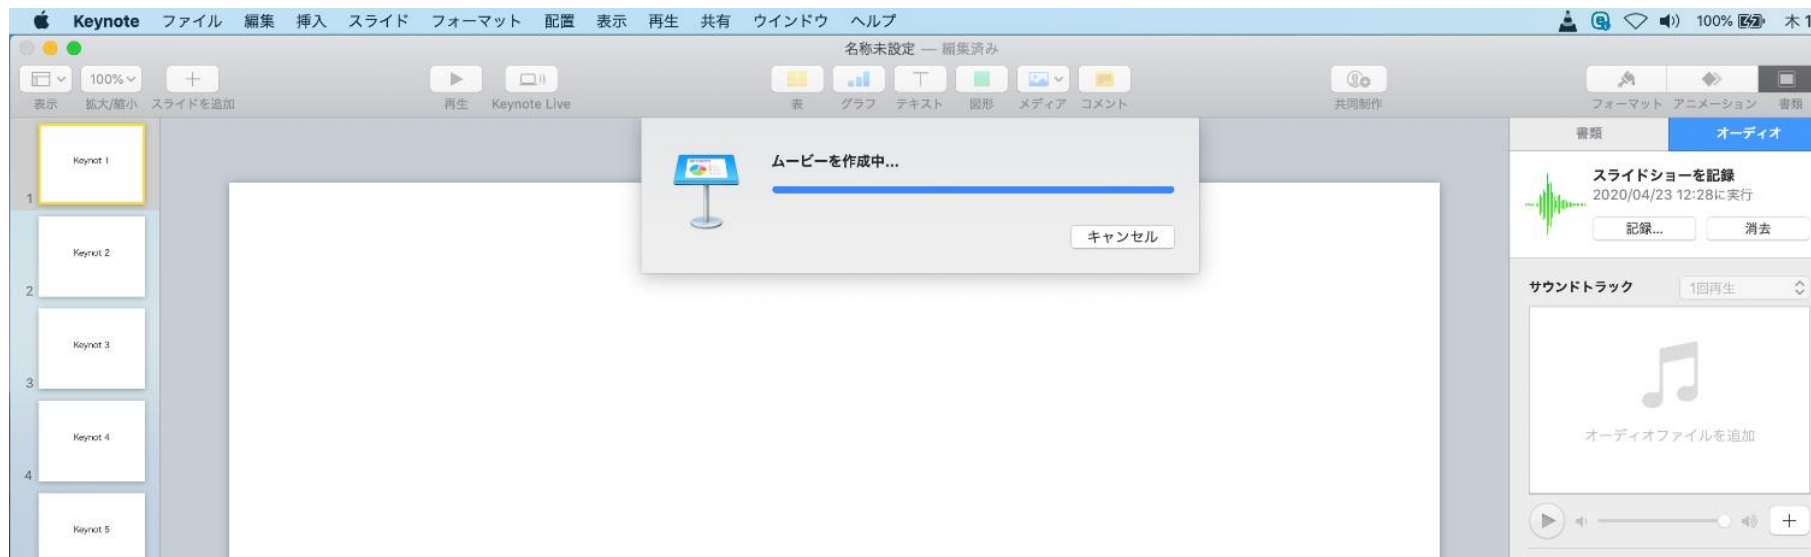 Keynote ファイル 編集 挿入 スライド フォーマット 配置 表示 再生 共有 ウインドウ ヘルプ 100% 木 1
名称未設定 — 編集済み
100%
表示 拡大/縮小 スライドを追加 再生 Keynote Live 表 グラフ テキスト 図形 メディア コメント 共同制作 フォーマット アニメーション 書類
Keynot 1
1
Keynot 2
2
Keynot 3
3
Keynot 4
4
Keynot 5
ムービーを作成中...
キャンセル
書類 オーディオ
スライドショーを記録
2020/04/23 12:28に実行
記録... 消去
サウンドトラック 1回再生
オーディオファイルを追加